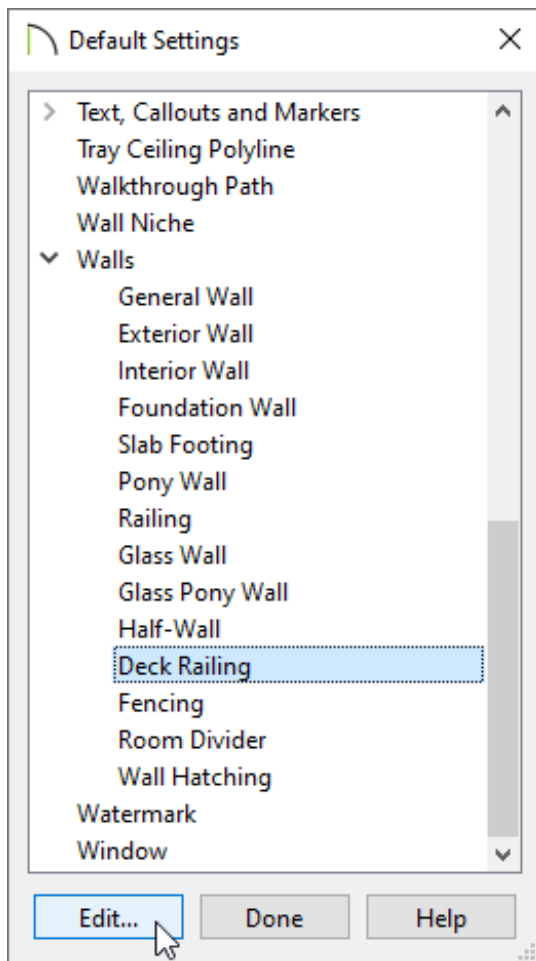 Default Settings
Text, Callouts and Markers
Tray Ceiling Polyline
Walkthrough Path
Wall Niche
Walls
General Wall
Exterior Wall
Interior Wall
Foundation Wall
Slab Footing
Pony Wall
Railing
Glass Wall
Glass Pony Wall
Half-Wall
Deck Railing
Fencing
Room Divider
Wall Hatching
Watermark
Window
Edit... Done Help